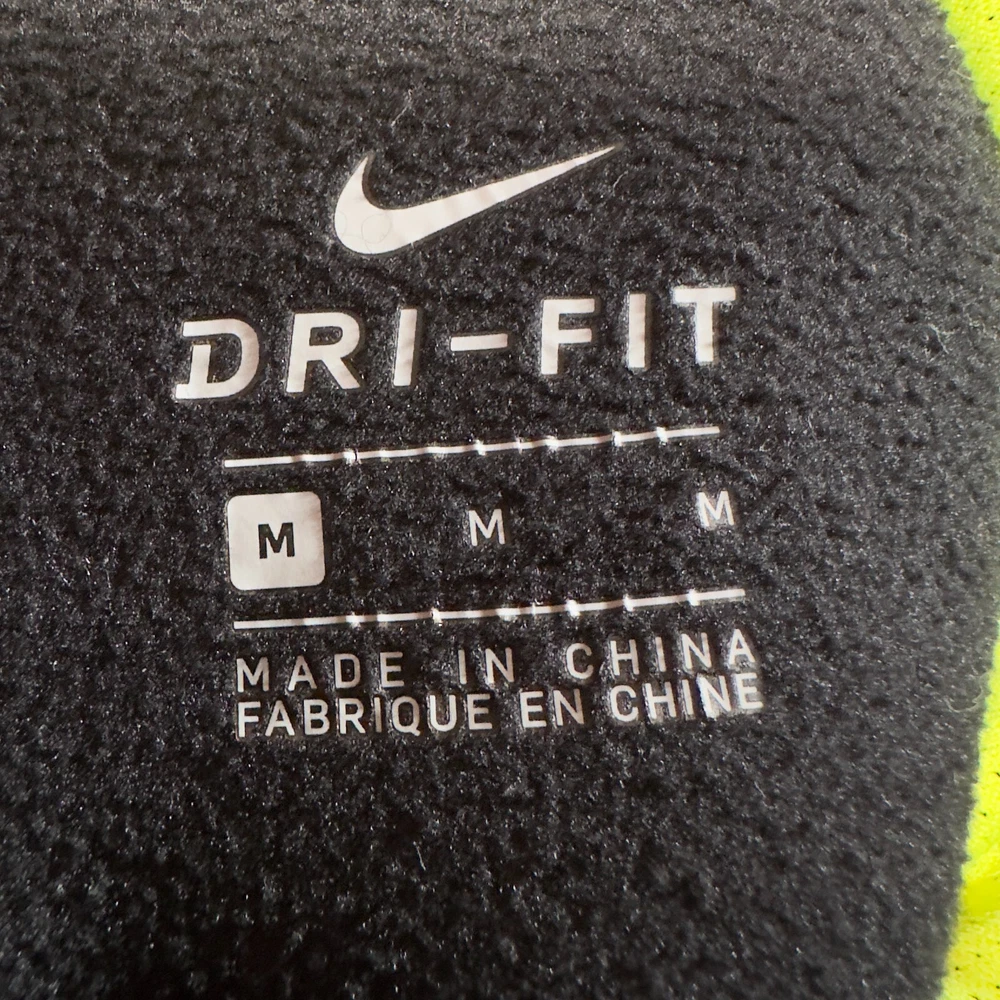 DRI-FIT
M M M
MADE IN CHINA
FABRIQUE EN CHINE